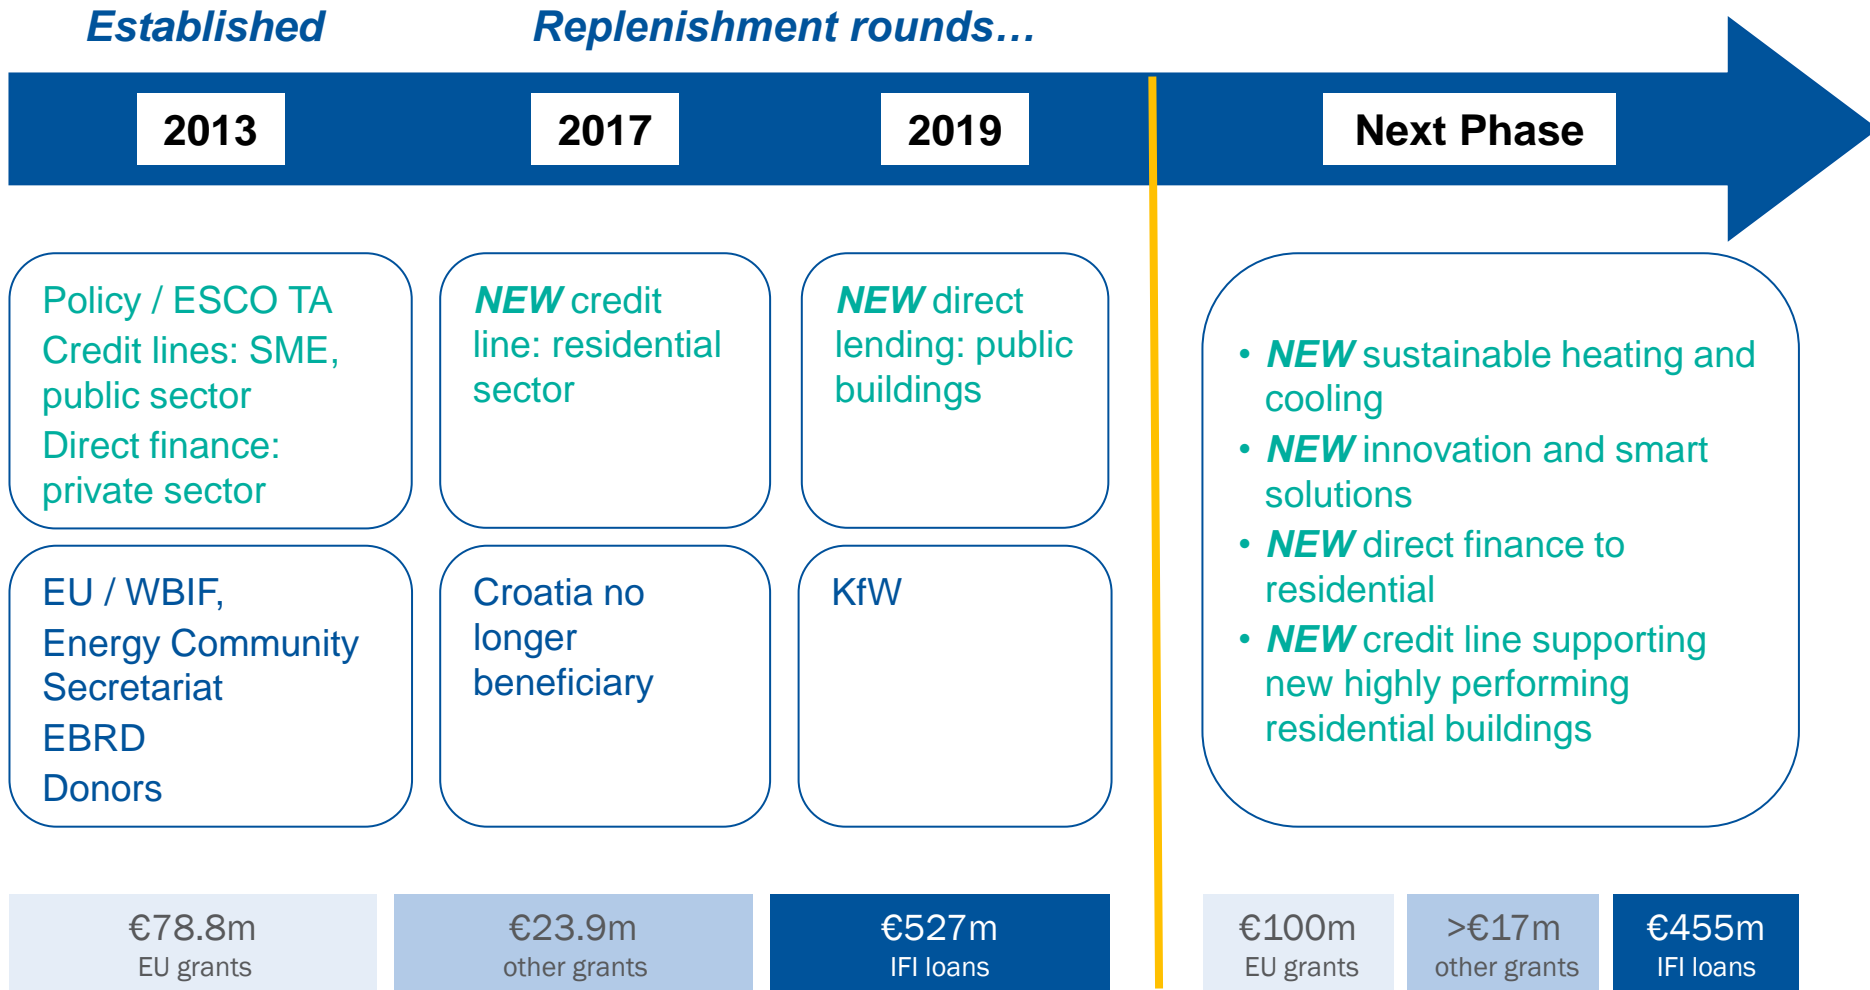 Established
Replenishment rounds…
2013
2017
2019
Next Phase
Policy / ESCO TA
Credit lines: SME,
public sector
Direct finance:
private sector
NEW credit
line: residential
sector
NEW direct
lending: public
buildings
• NEW sustainable heating and
cooling
• NEW innovation and smart
solutions
• NEW direct finance to
residential
• NEW credit line supporting
new highly performing
residential buildings
EU / WBIF,
Energy Community
Secretariat
EBRD
Donors
Croatia no
longer
beneficiary
KfW
€78.8m
EU grants
€23.9m
other grants
€527m
IFI loans
€100m
EU grants
>€17m
other grants
€455m
IFI loans